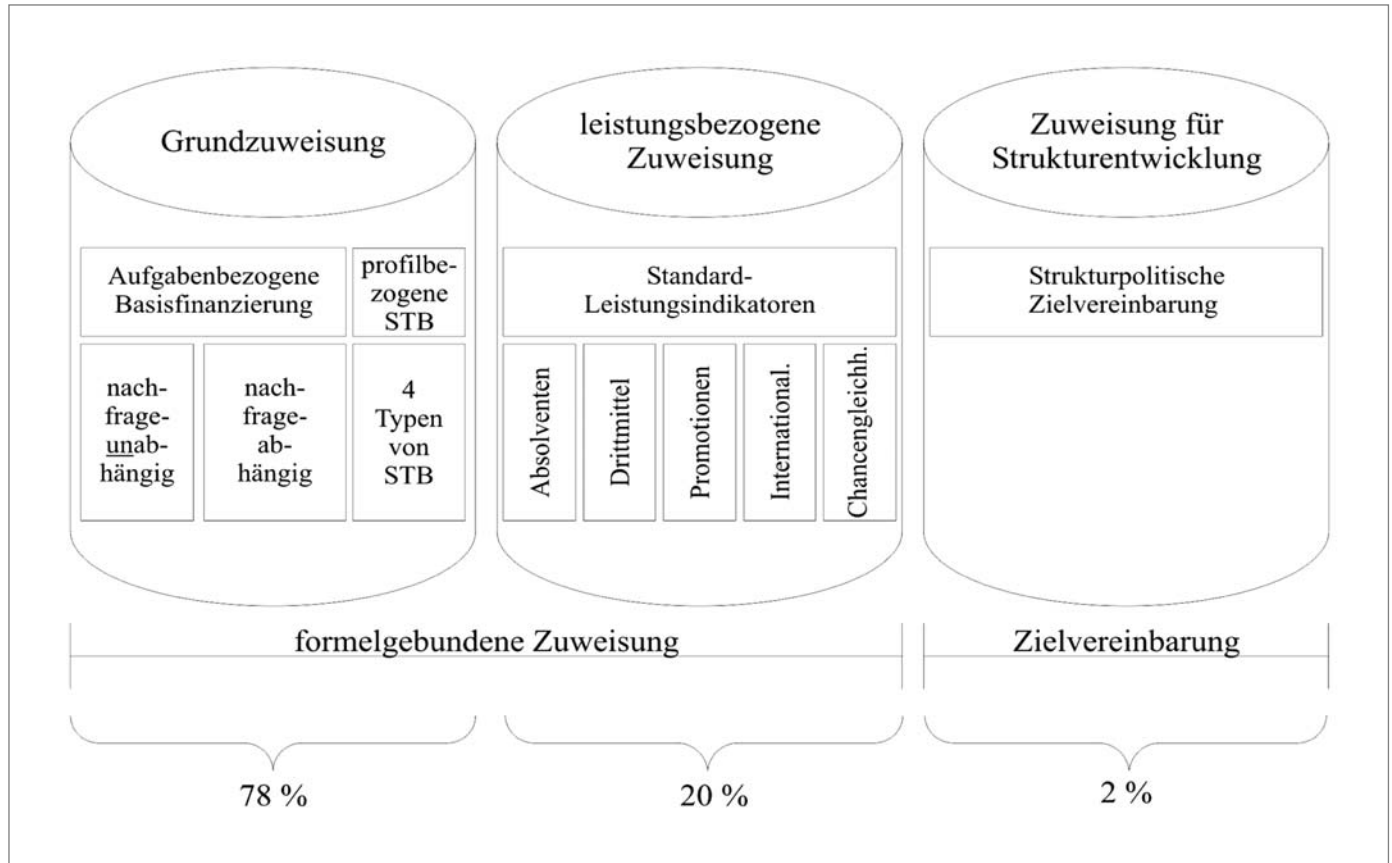 Grundzuweisung
leistungsbezogene
Zuweisung
Zuweisung für
Strukturentwicklung
Aufgabenbezogene
Basisfinanzierung
profilbe-
zogene
STB
Standard-
Leistungsindikatoren
Strukturpolitische
Zielvereinbarung
nach-
frage-
unab-
hängig
nach-
frage-
ab-
hängig
4
Typen
von
STB
Absolventen
Drittmittel
Promotionen
International.
Chancengleichh.
formelgebundene Zuweisung
Zielvereinbarung
78 %
20 %
2 %